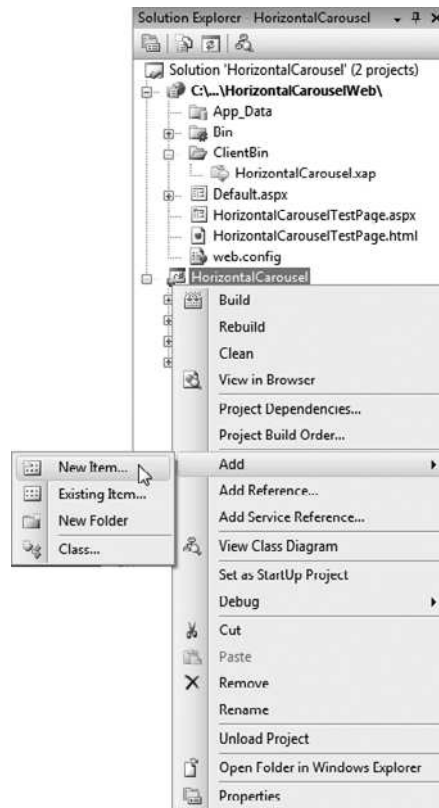 Solution Explorer - HorizontalCarousel
Solution 'HorizontalCarousel' (2 projects)
C:\...\HorizontalCarouselWeb\
App_Data
Bin
ClientBin
HorizontalCarousel.xap
Default.aspx
HorizontalCarouselTestPage.aspx
HorizontalCarouselTestPage.html
web.config
HorizontalCarousel
Build
Rebuild
Clean
View in Browser
Project Dependencies...
Project Build Order...
Add
New Item...
Existing Item...
New Folder
Class...
Add Reference...
Add Service Reference...
View Class Diagram
Set as StartUp Project
Debug
Cut
Paste
Remove
Rename
Unload Project
Open Folder in Windows Explorer
Properties